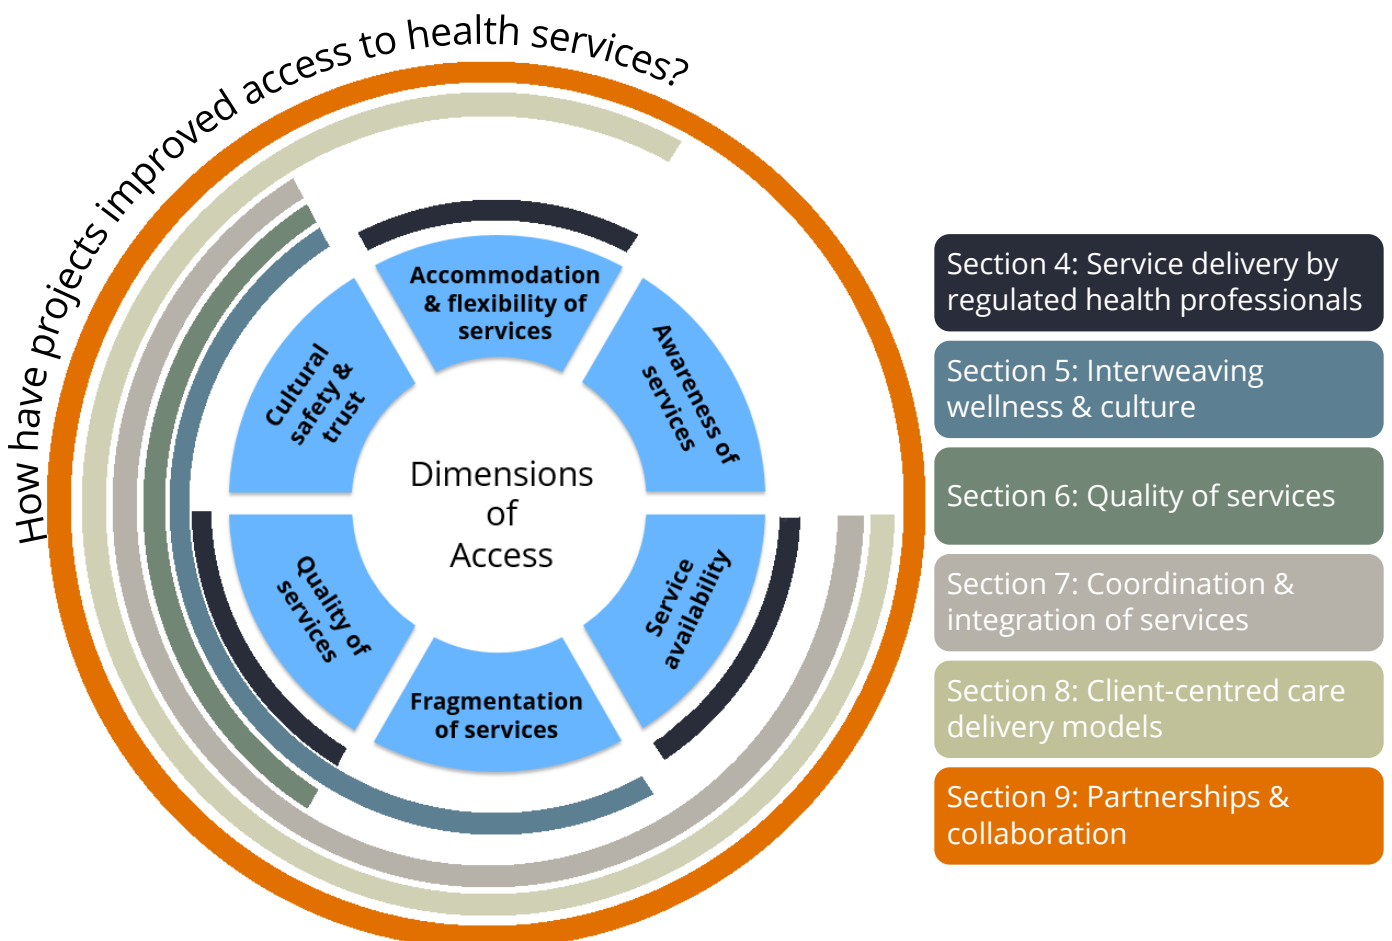 How have projects improved access to health services?
Accommodation
& flexibility of
services
Awareness of
services
Service
availability
Fragmentation
of services
Quality of
services
Cultural
safety &
trust
Dimensions
of
Access
Section 4: Service delivery by
regulated health professionals
Section 5: Interweaving
wellness & culture
Section 6: Quality of services
Section 7: Coordination &
integration of services
Section 8: Client-centred care
delivery models
Section 9: Partnerships &
collaboration